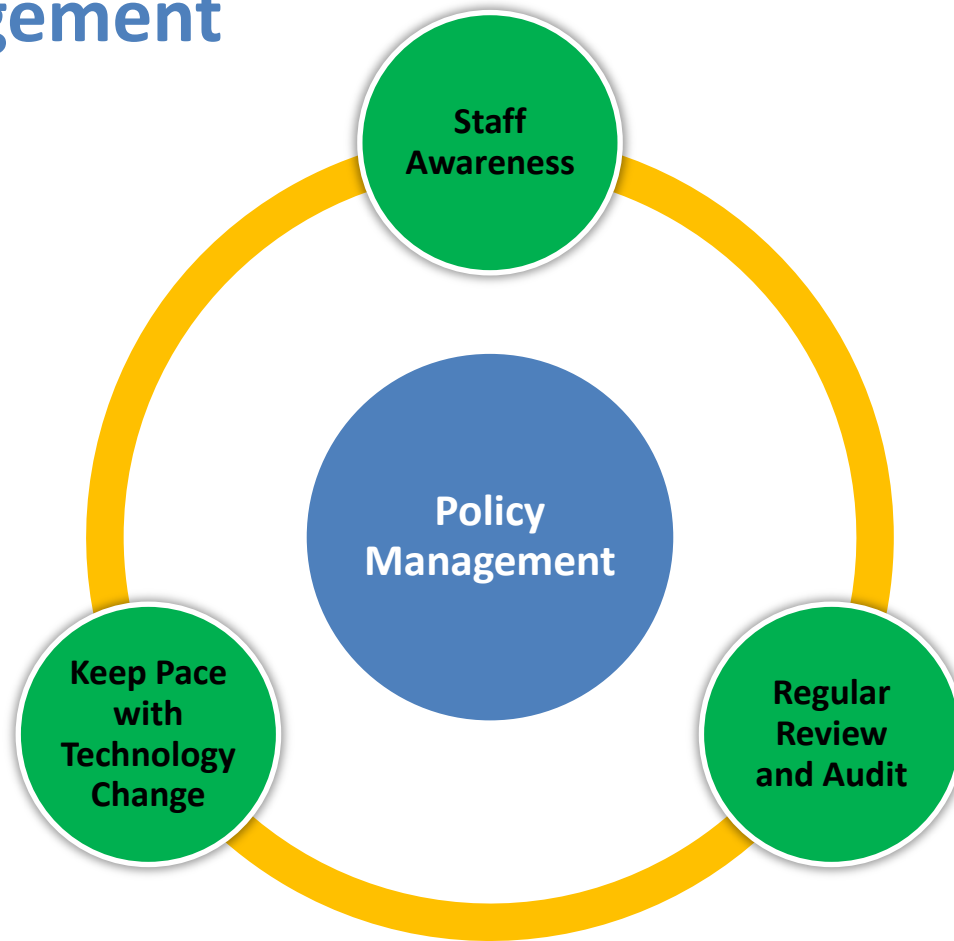 gement
Staff
Awareness
Policy
Management
Keep Pace
with
Technology
Change
Regular
Review
and Audit